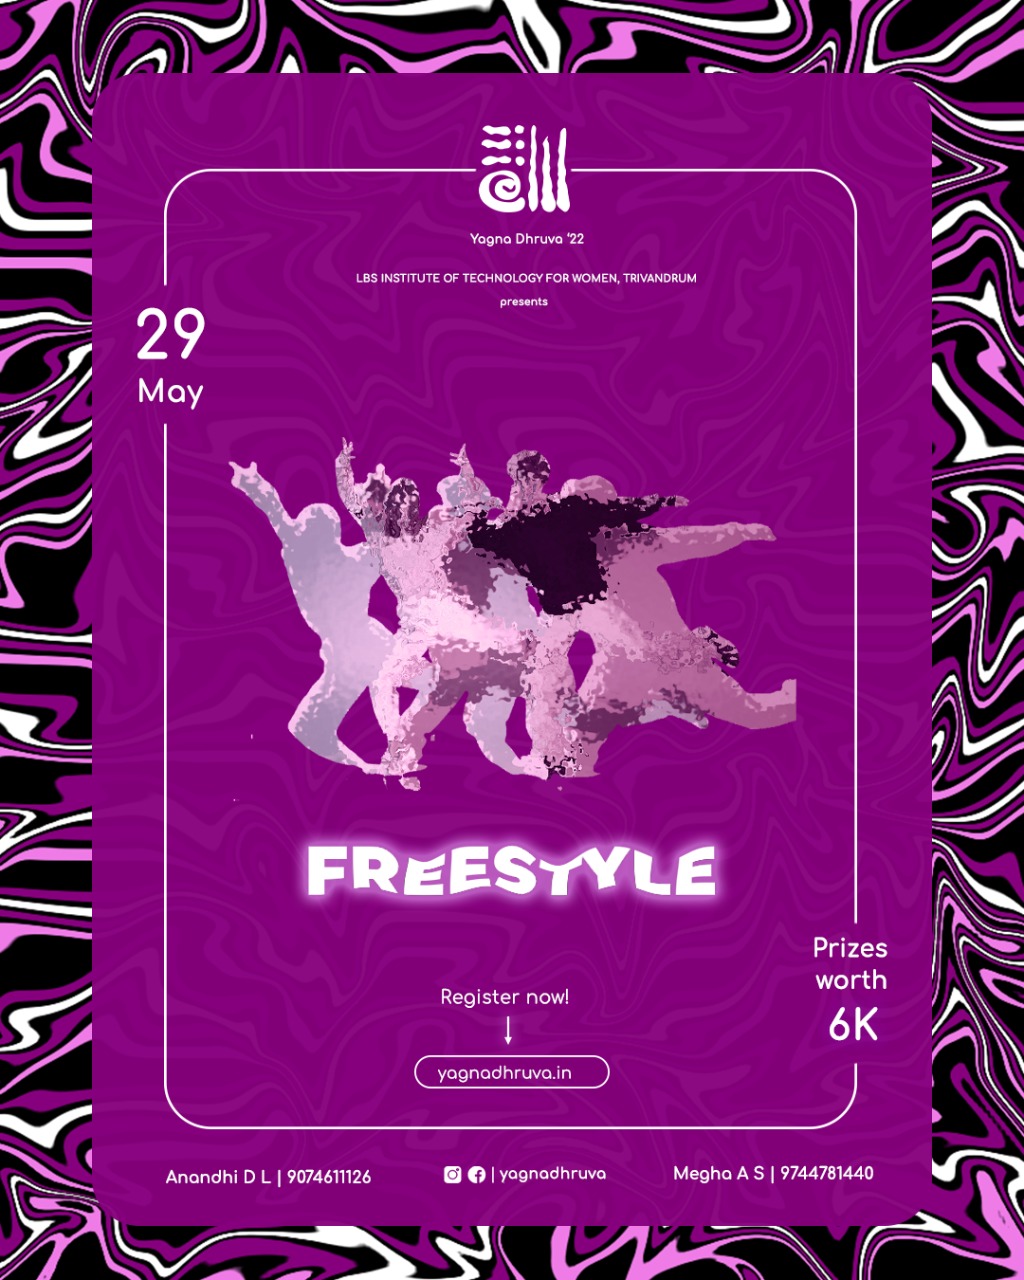 Yagna Dhruva ‘22
LBS INSTITUTE OF TECHNOLOGY FOR WOMEN, TRIVANDRUM
presents
29
May
FREESTYLE
Prizes
worth
6K
Register now!
yagnadhruva.in
Anandhi D L | 9074611126
| yagnadhruva
Megha A S | 9744781440